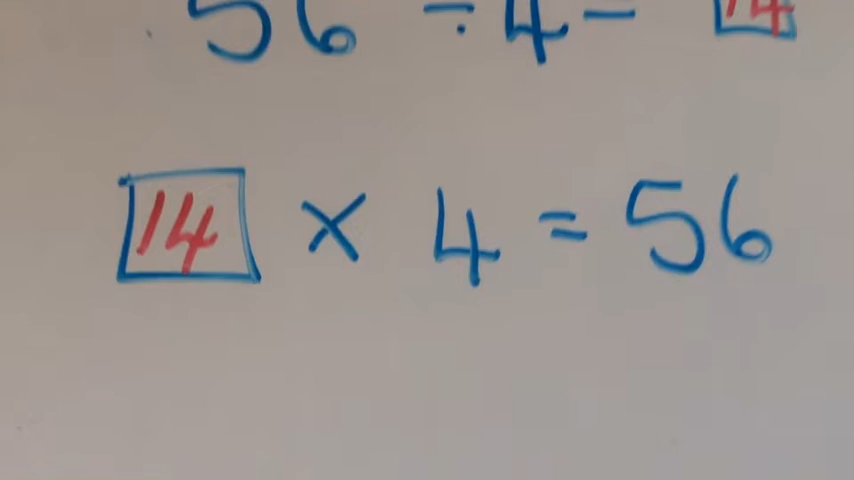 56 ÷ 4 = 14
14 × 4 = 56